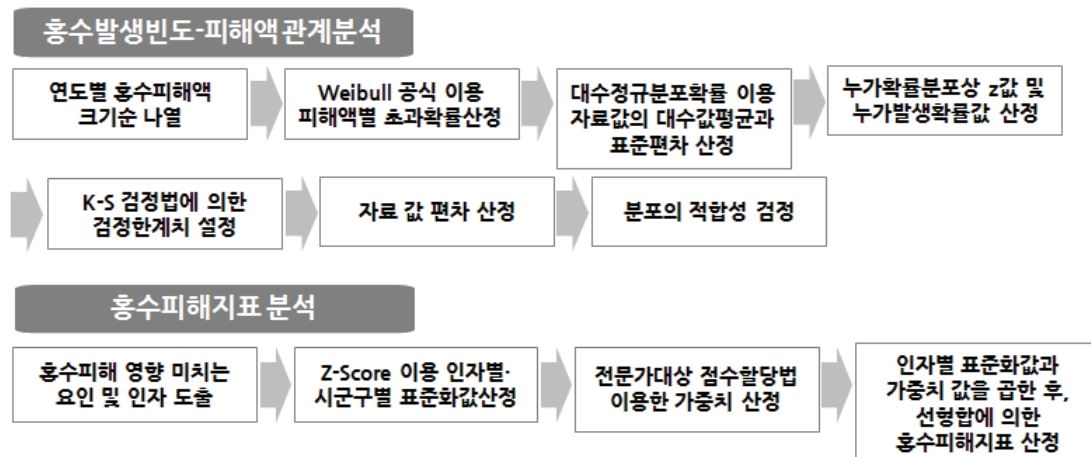 홍수발생빈도-피해액 관계분석
연도별 홍수피해액
크기순 나열
Weibull 공식 이용
피해액별 초과확률산정
대수정규분포확률 이용
자료값의 대수값평균과
표준편차 산정
누가확률분포상 z값 및
누가발생확률값 산정
K-S 검정법에 의한
검정한계치 설정
자료 값 편차 산정
분포의 적합성 검정
홍수피해지표 분석
홍수피해 영향 미치는
요인 및 인자 도출
Z-Score 이용 인자별·
시군구별 표준화값산정
전문가대상 점수할당법
이용한 가중치 산정
인자별 표준화값과
가중치 값을 곱한 후,
선형합에 의한
홍수피해지표 산정